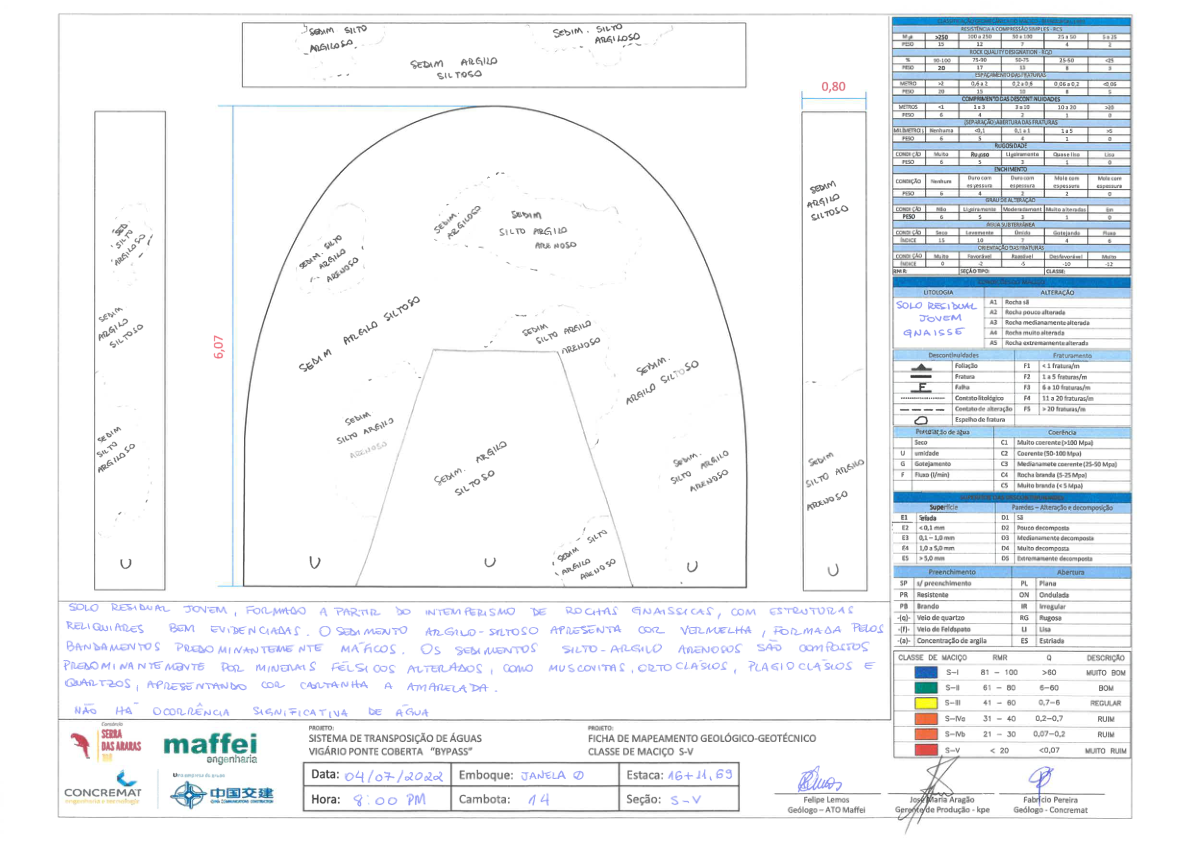 SEDIM SILTO
ARGILOSO
SEDIM. SILTO
ARGILOSO
SEDIM ARGILO
SILTOSO
0,80
6,07
SED
SILTO
ARGILOSO
SEDIM
ARGILO
SILTOSO
SEDIM
SILTO
ARGILOSO
U
SEDIM. SILTO
ARGILO
ARENOSO
SEDIM.
ARGILOSO
SEDIM
SILTO ARGILO
ARENOSO
SEDIM ARGILO SILTOSO
SEDIM ARGILO
ARENOSO
SEDIM.
ARGILO SILTOSO
SEDIM
SILTO ARGILO
ARENOSO
SEDIM. ARGILO
SILTOSO
SEDIM. ARGILO
SILTO
ARENOSO
SEDIM. SILTO
ARGILO
ARENOSO
U
U
U
SEDIM
ARGILO
SILTOSO
SEDIM
SILTO ARGILO
ARENOSO
U
SOLO RESIDUAL JOVEM, FORMADO A PARTIR DO INTEMPERISMO DE ROCHAS GNAISSICAS, COM ESTRUTURAS
RELIQUIARES BEM EVIDENCIADAS. O SEDIMENTO ARGILO-SILTOSO APRESENTA COR VERMELHA, FORMADA PELOS
BANDAMENTOS PREDOMINANTEMENTE MÁFICOS. OS SEDIMENTOS SILTO-ARGILO ARENOSOS SÃO COMPOSTOS
PREDOMINANTEMENTE POR MINERAIS FÉLSICOS ALTERADOS, COMO MUSCOVITAS, ORTOCLÁSIOS, PLAGIOCLÁSIOS E
QUARTZOS, APRESENTANDO COR CASTANHA A AMARELADA.
NÃO HÁ OCORRÊNCIA SIGNIFICATIVA DE ÁGUA
RESISTÊNCIA A COMPRESSÃO SIMPLES - RCS
Mpa >250 100 a 250 50 a 100 25 a 50 5 a 25
PESO 15 12 7 4 2
ROCK QUALITY DESIGNATION - RQD
% 90-100 75-90 50-75 25-50 <25
PESO 20 17 13 8 3
ESPAÇAMENTO DAS FRATURAS
METRO >2 0,6 a 2 0,2 a 0,6 0,06 a 0,2 <0,06
PESO 20 15 10 8 5
COMPRIMENTO DAS DESCONTINUIDADES
METROS <1 1 a 3 3 a 10 10 a 20 >20
PESO 6 4 2 1 0
(SEPARAÇÃO) ABERTURA DAS FRATURAS
MILÍMETRO Nenhuma <0,1 0,1 a 1 1 a 5 >5
PESO 6 5 4 1 0
RUGOSIDADE
CONDIÇÃO Muito Rugoso Ligeiramente Quase lisa Lisa
PESO 6 5 3 1 0
ENCHIMENTO
CONDIÇÃO Nenhum Duro com espessura Duro com espessura Mole com espessura Mole com espessura
PESO 6 4 2 2 0
GRAU DE ALTERAÇÃO
CONDIÇÃO Não Ligeiramente Moderadament Muito alteradas Em
PESO 6 5 3 1 0
ÁGUA SUBTERRÂNEA
CONDIÇÃO Seco Levemente Úmido Gotejando Fluxo
ÍNDICE 15 10 7 4 6
ORIENTAÇÃO DAS FRATURAS
CONDIÇÃO Muito Favorável Razoável Desfavorável Muito
ÍNDICE 0 -2 -5 -10 -12
RMR: SEÇÃO TIPO: CLASSE:
LITOLOGIA ALTERAÇÃO
SOLO RESIDUAL
JOVEM
GNAISSE
A1 Rocha sã
A2 Rocha pouco alterada
A3 Rocha medianamente alterada
A4 Rocha muito alterada
A5 Rocha extremamente alterada
Descontinuidades Fraturamento
Foliação F1 < 1 fratura/m
Fratura F2 1 a 5 fraturas/m
F Falha F3 6 a 10 fraturas/m
Contato litológico F4 11 a 20 fraturas/m
Contato de alteração F5 > 20 fraturas/m
Espelho de fratura
Percolação de água Coerência
Seco C1 Muito coerente (>100 Mpa)
U umidade C2 Coerente (50-100 Mpa)
G Gotejamento C3 Medianamete coerente (25-50 Mpa)
F Fluxo (l/min) C4 Rocha branda (5-25 Mpa)
C5 Muito branda (< 5 Mpa)
Superfície Paredes – Alteração e decomposição
E1 Selada D1 Sã
E2 < 0,1 mm D2 Pouco decomposta
E3 0,1 – 1,0 mm D3 Medianamente decomposta
E4 1,0 a 5,0 mm D4 Muito decomposta
E5 > 5,0 mm D5 Extremamente decomposta
Preenchimento Abertura
SP s/ preenchimento PL Plana
PR Resistente ON Ondulada
PB Brando IR Irregular
-(q)- Veio de quartzo RG Rugosa
-(f)- Veio de Feldspato LI Lisa
-(a)- Concentração de argila ES Estriada
CLASSE DE MACIÇO RMR Q DESCRIÇÃO
S-I 81 – 100 >60 MUITO BOM
S-II 61 – 80 6-60 BOM
S-III 41 – 60 0,7-6 REGULAR
S-IVa 31 – 40 0,2-0,7 RUIM
S-IVb 21 – 30 0,07-0,2 RUIM
S-V < 20 <0,07 MUITO RUIM
Consórcio
SERRA
DAS ARARAS
maffei
engenharia
CONCREMAT
engenharia e tecnologia
中国交建
PROJETO:
SISTEMA DE TRANSPOSIÇÃO DE ÁGUAS
VIGÁRIO PONTE COBERTA "BYPASS"
PROJETO:
FICHA DE MAPEAMENTO GEOLÓGICO-GEOTÉCNICO
CLASSE DE MACIÇO S-V
Data: 04/07/2022 Emboque: JANELA 0 Estaca: 16+11,69
Hora: 8:00 PM Cambota: 14 Seção: S-V
Felipe Lemos
Geólogo – ATO Maffei
José Maria Aragão
Gerente de Produção - kpe
Fabrício Pereira
Geólogo - Concremat